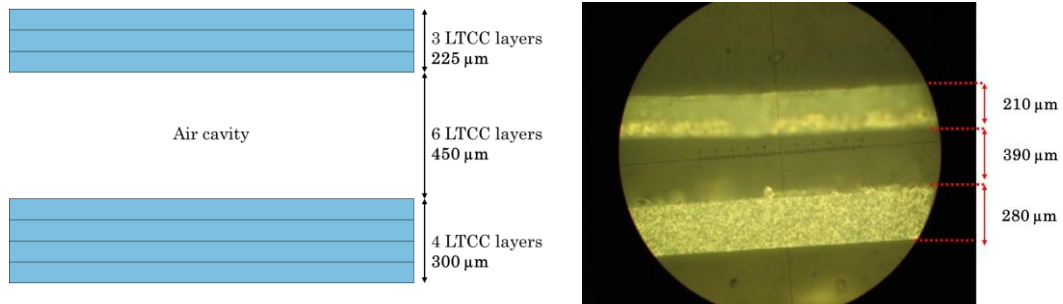 3 LTCC layers
225 µm
Air cavity
6 LTCC layers
450 µm
4 LTCC layers
300 µm
210 µm
390 µm
280 µm